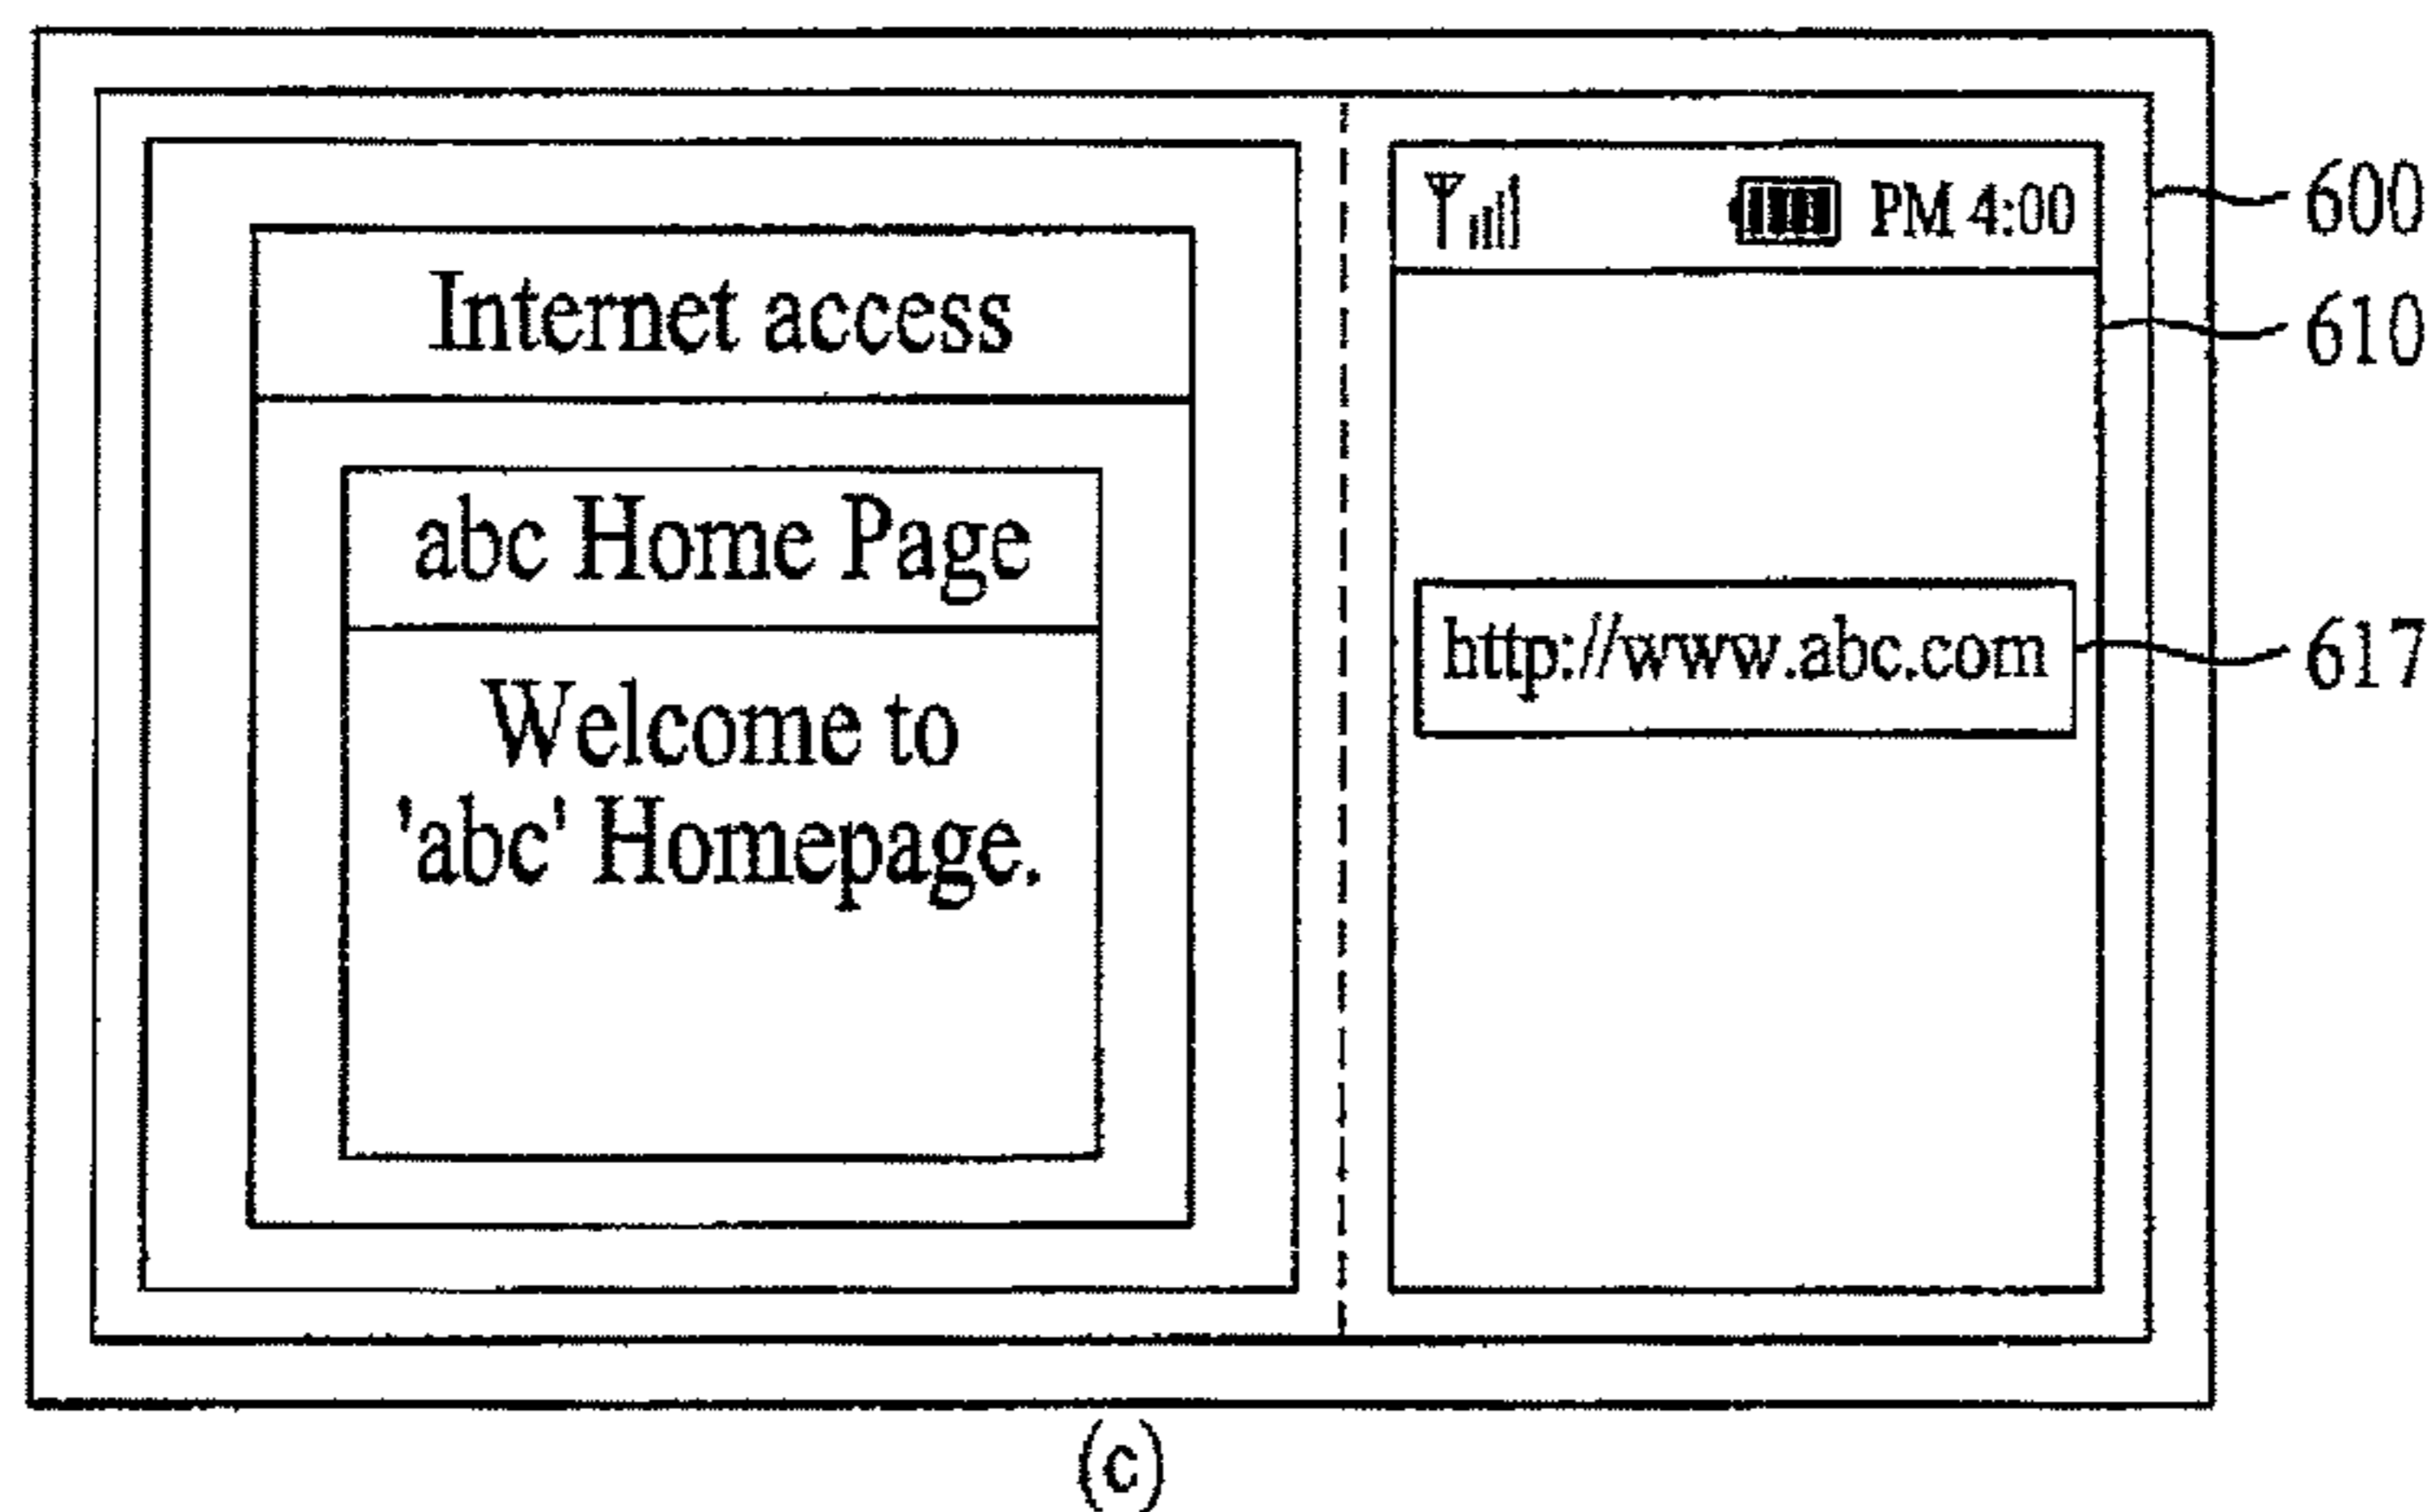 Internet access
abc Home Page
Welcome to
'abc' Homepage.
PM 4:00
http://www.abc.com
600
610
617
(c)